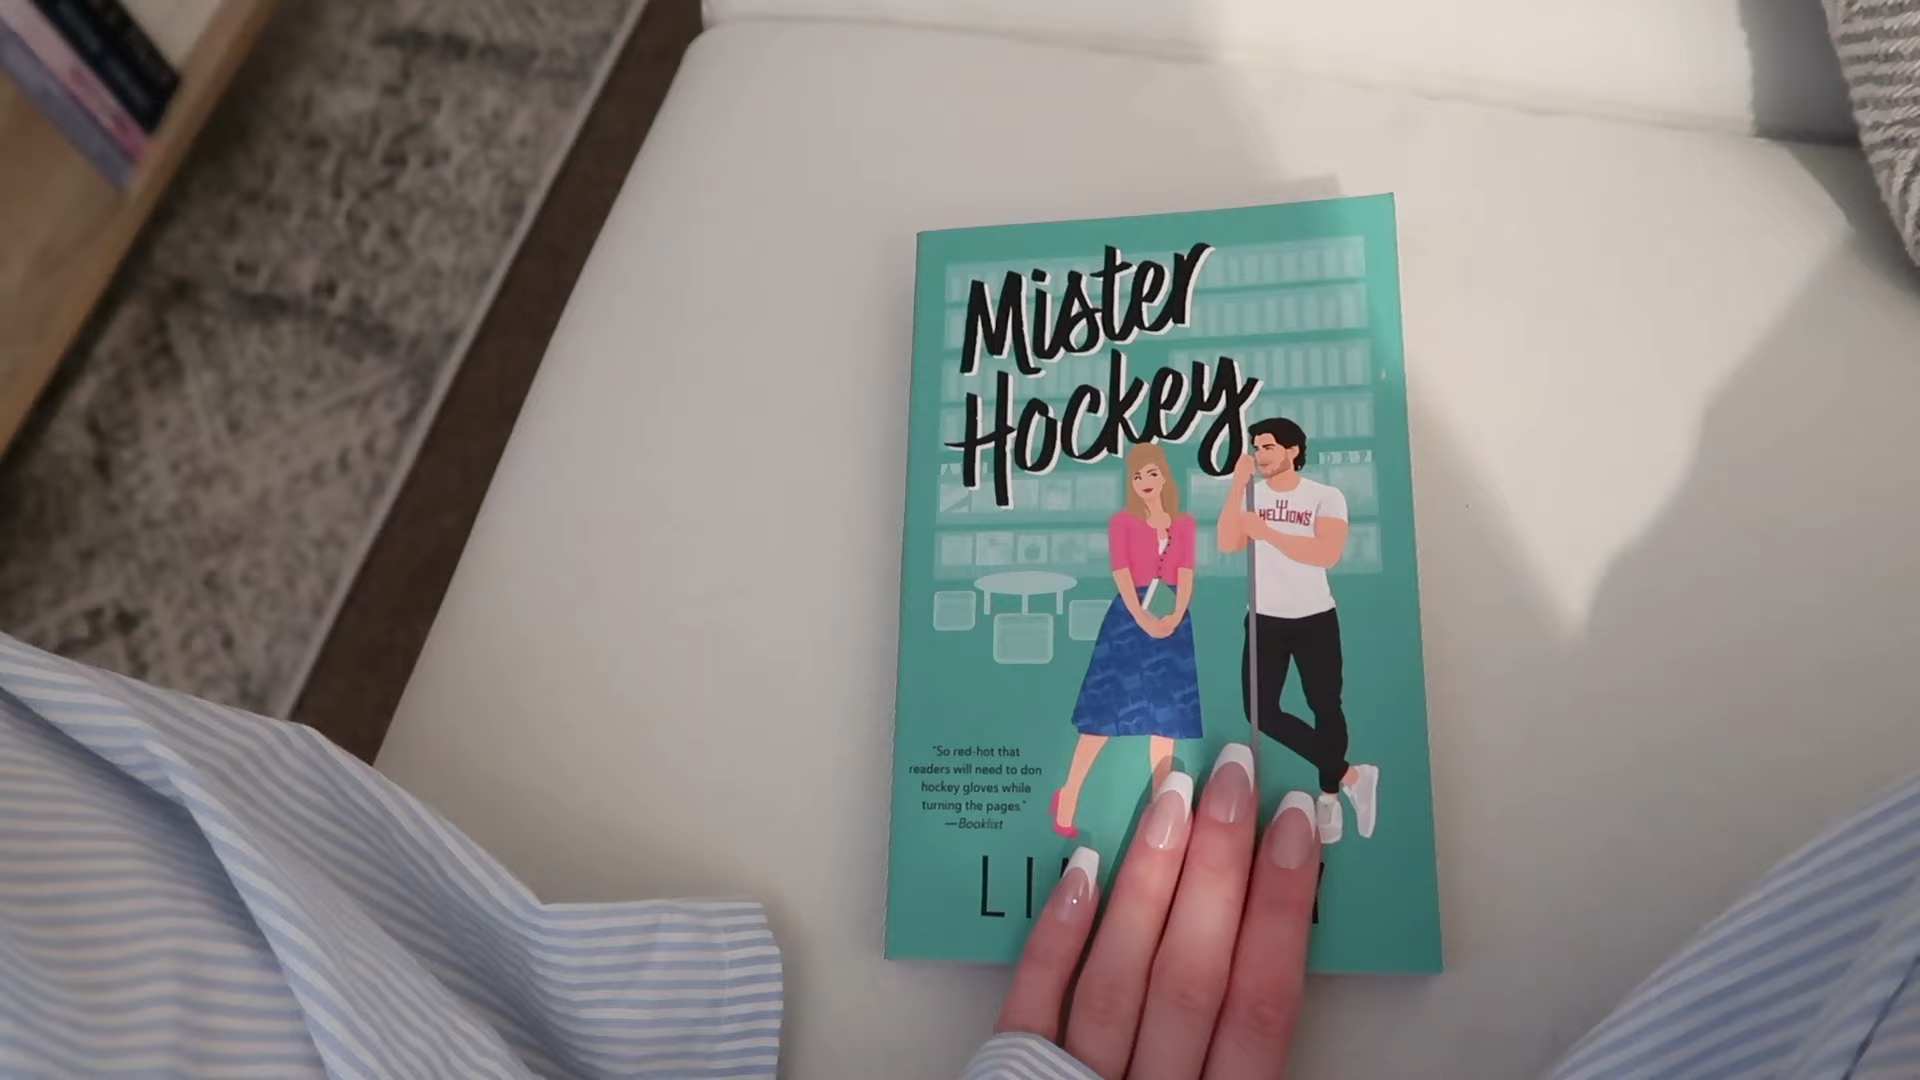 Mister
Hockey
HELLIONS
"So red-hot that
readers will need to don
hockey gloves while
turning the pages."
—Booklist